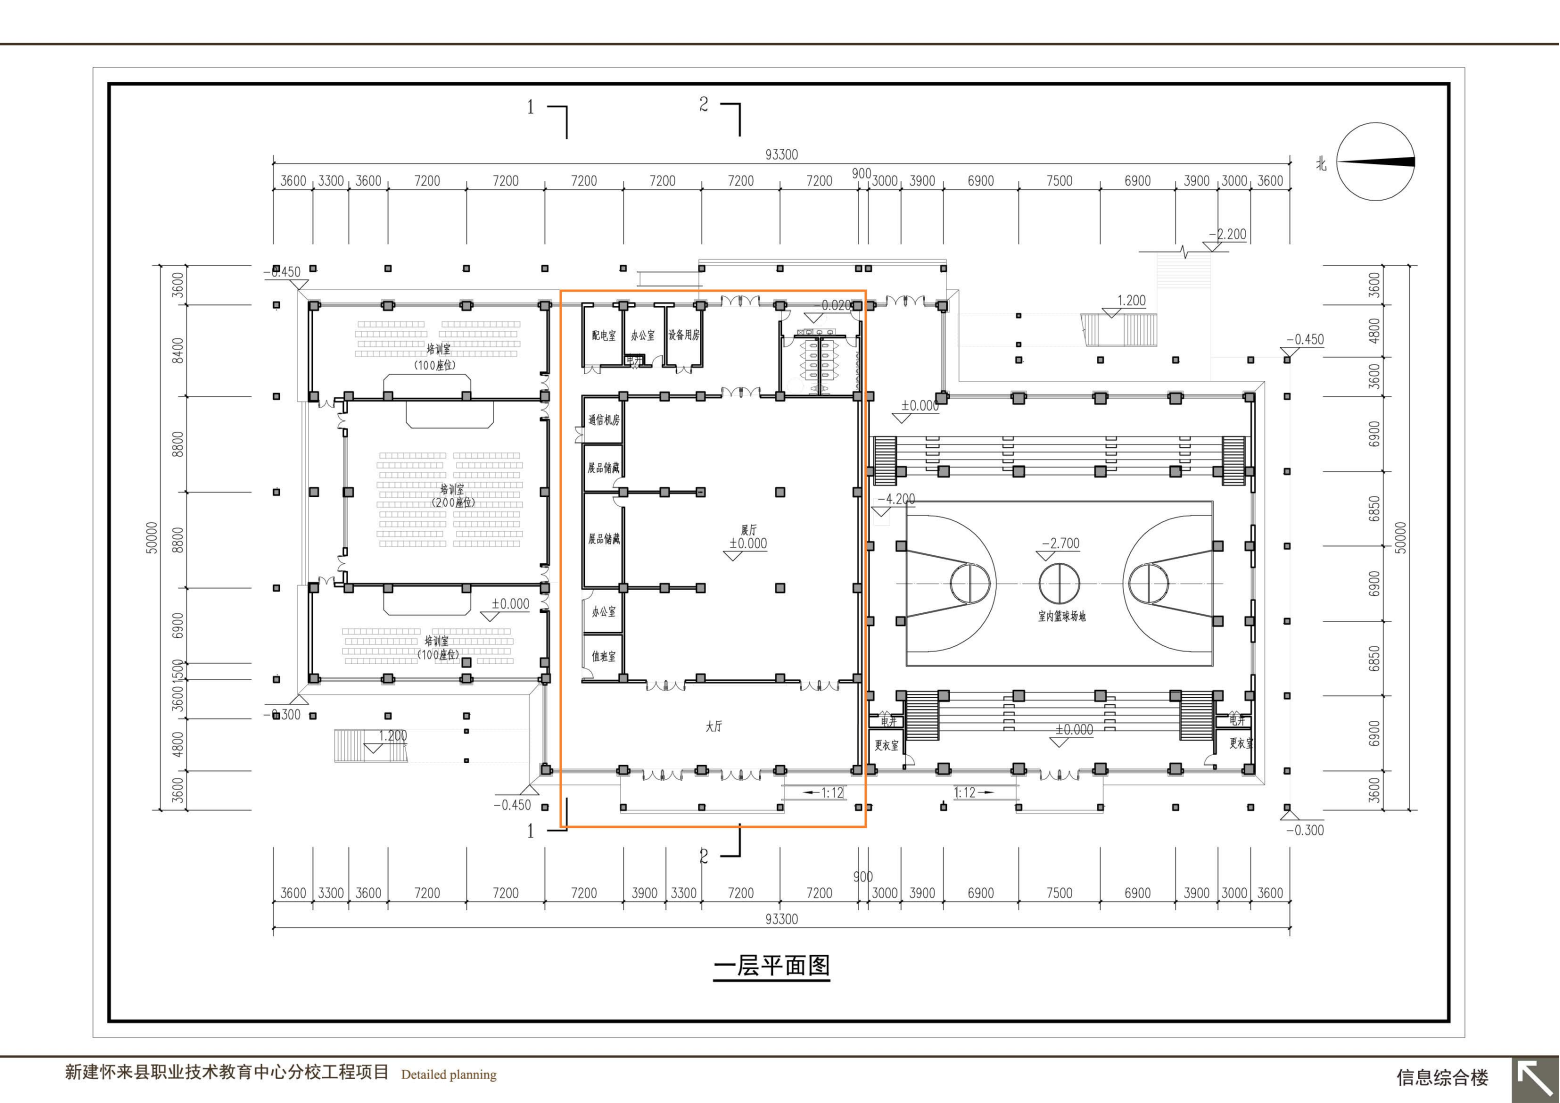 1
2
93300
3600 3300 3600 7200 7200 7200 7200 7200 7200 900 3000 3900 6900 7500 6900 3900 3000 3600
北
-2.200
-0.450
1.200
-0.450
3600
8400
8800
8800
6900
1500
3600
4800
3600
50000
3600
4800
3600
6900
6850
6900
6850
6900
3600
50000
配电室
办公室
设备用房
电井
-0.020
培训室
(100座位)
±0.000
通信机房
展品储藏
-4.200
培训室
(200座位)
展厅
±0.000
展品储藏
-2.700
±0.000
办公室
室内篮球场地
培训室
(100座位)
值班室
-0.300
大厅
电井
电井
±0.000
更衣室
更衣室
1.200
1:12
1:12
-0.450
-0.300
1
2
900
3600 3300 3600 7200 7200 7200 3900 3300 7200 7200 3000 3900 6900 7500 6900 3900 3000 3600
93300
一层平面图
新建怀来县职业技术教育中心分校工程项目 Detailed planning
信息综合楼